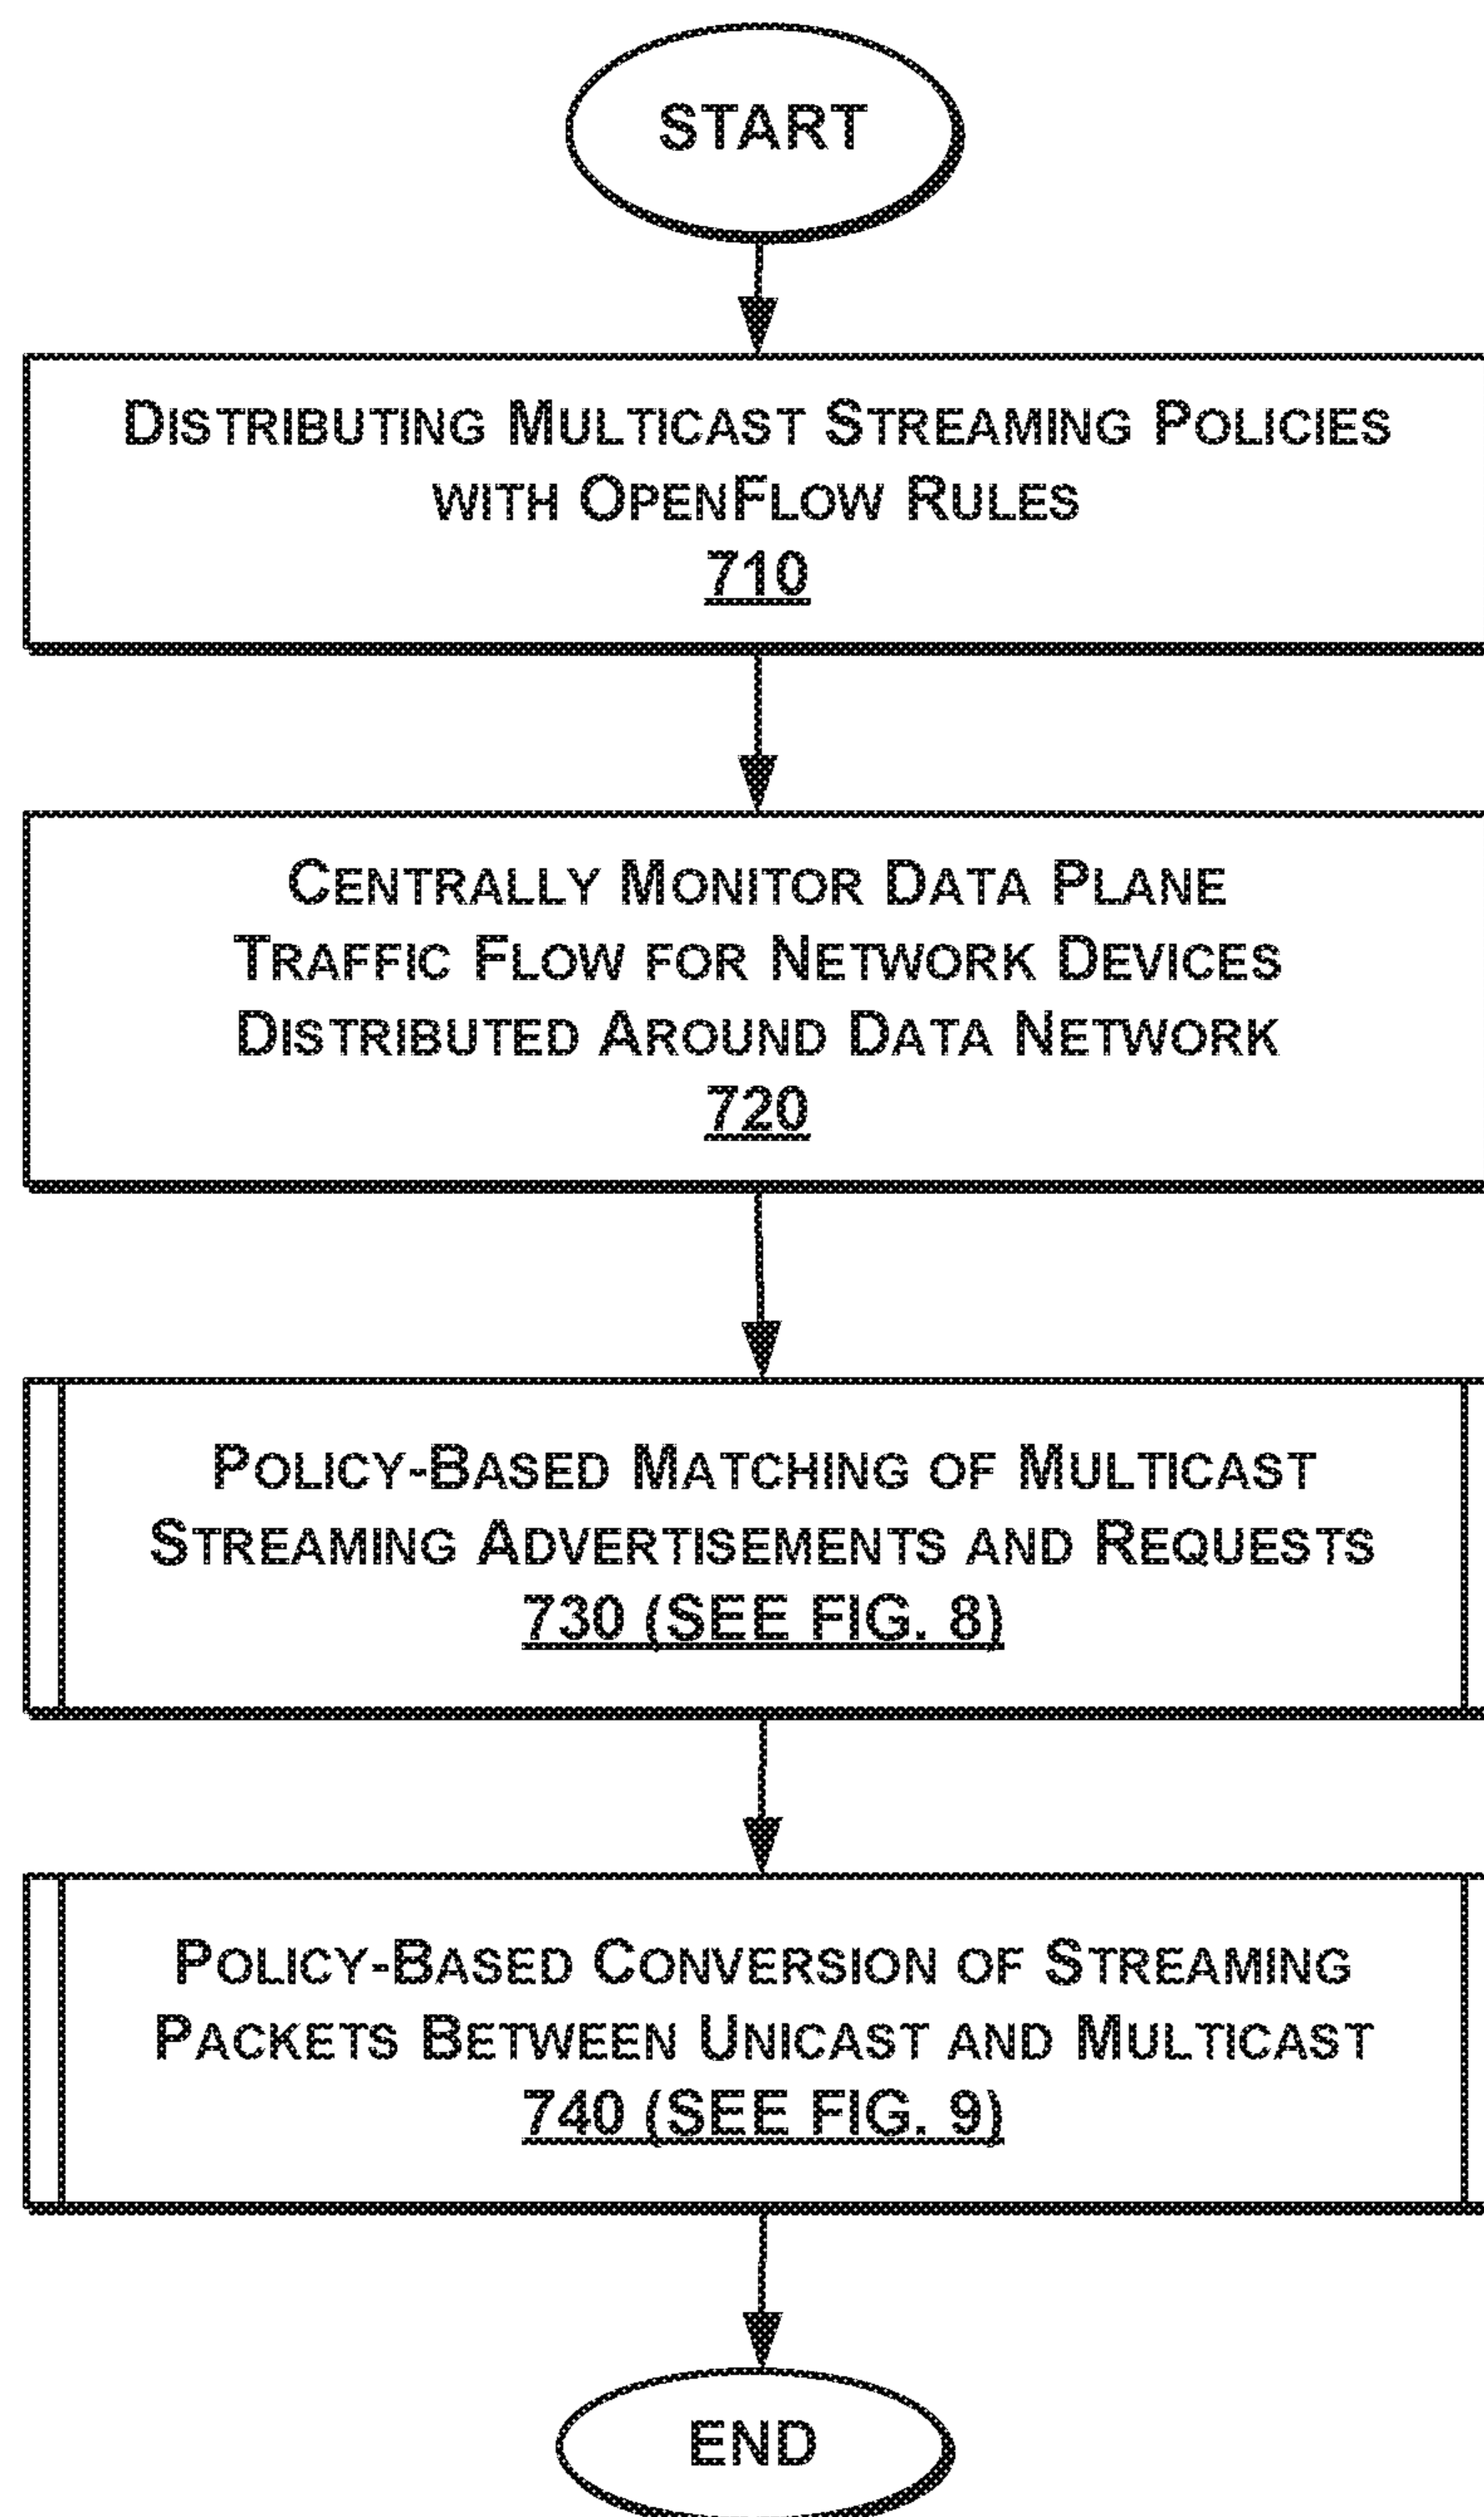 START
DISTRIBUTING MULTICAST STREAMING POLICIES
WITH OPENFLOW RULES
710
CENTRALLY MONITOR DATA PLANE
TRAFFIC FLOW FOR NETWORK DEVICES
DISTRIBUTED AROUND DATA NETWORK
720
POLICY-BASED MATCHING OF MULTICAST
STREAMING ADVERTISEMENTS AND REQUESTS
730 (SEE FIG. 8)
POLICY-BASED CONVERSION OF STREAMING
PACKETS BETWEEN UNICAST AND MULTICAST
740 (SEE FIG. 9)
END